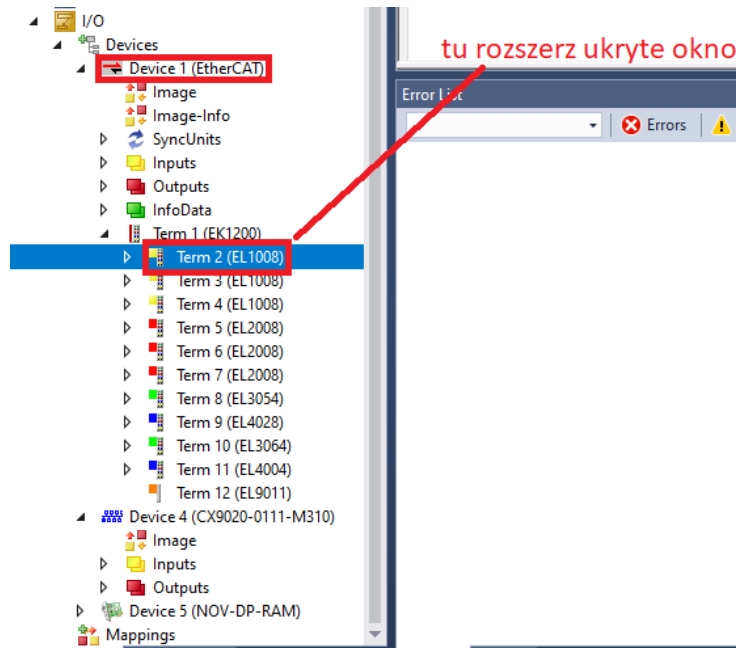 I/O
Devices
Device 1 (EtherCAT)
Image
Image-Info
SyncUnits
Inputs
Outputs
InfoData
Term 1 (EK1200)
Term 2 (EL1008)
Term 3 (EL1008)
Term 4 (EL1008)
Term 5 (EL2008)
Term 6 (EL2008)
Term 7 (EL2008)
Term 8 (EL3054)
Term 9 (EL4028)
Term 10 (EL3064)
Term 11 (EL4004)
Term 12 (EL9011)
Device 4 (CX9020-0111-M310)
Image
Inputs
Outputs
Device 5 (NOV-DP-RAM)
Mappings
tu rozszerz ukryte okno
Error List
Errors